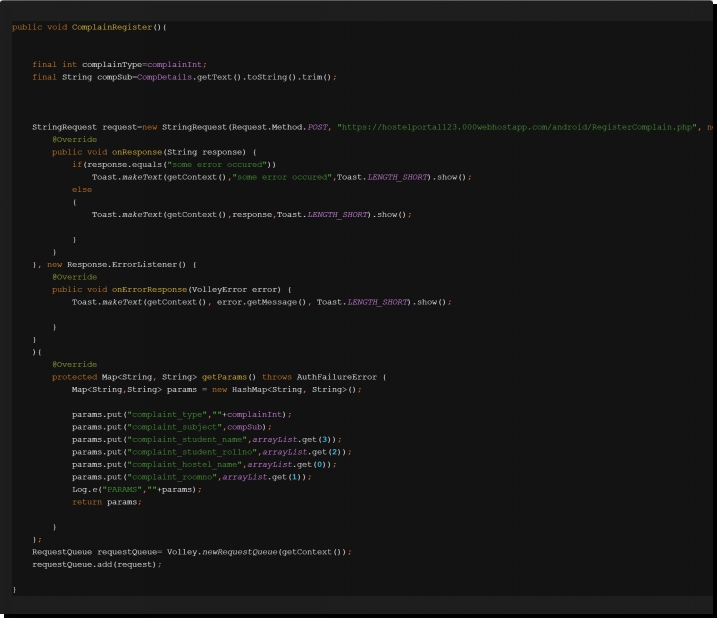 public void ComplainRegister(){
final int complainType=complainInt;
final String compSub=CompDetails.getText().toString().trim();
StringRequest request=new StringRequest(Request.Method.POST, "https://hostelportal123.000webhostapp.com/android/RegisterComplain.php",
@Override
public void onResponse(String response) {
if(response.equals("some error occured"))
Toast.makeText(getContext(),"some error occured",Toast.LENGTH_SHORT).show();
else
{
Toast.makeText(getContext(),response,Toast.LENGTH_SHORT).show();
}
}
}, new Response.ErrorListener() {
@Override
public void onErrorResponse(VolleyError error) {
Toast.makeText(getContext(), error.getMessage(), Toast.LENGTH_SHORT).show();
}
}
){
@Override
protected Map<String, String> getParams() throws AuthFailureError {
Map<String,String> params = new HashMap<String, String>();
params.put("complaint_type",""+complainInt);
params.put("complaint_subject",compSub);
params.put("complaint_student_name",arrayList.get(3));
params.put("complaint_student_rollno",arrayList.get(2));
params.put("complaint_hostel_name",arrayList.get(0));
params.put("complaint_roomno",arrayList.get(1));
Log.e("PARAMS",""+params);
return params;
}
};
RequestQueue requestQueue= Volley.newRequestQueue(getContext());
requestQueue.add(request);
}